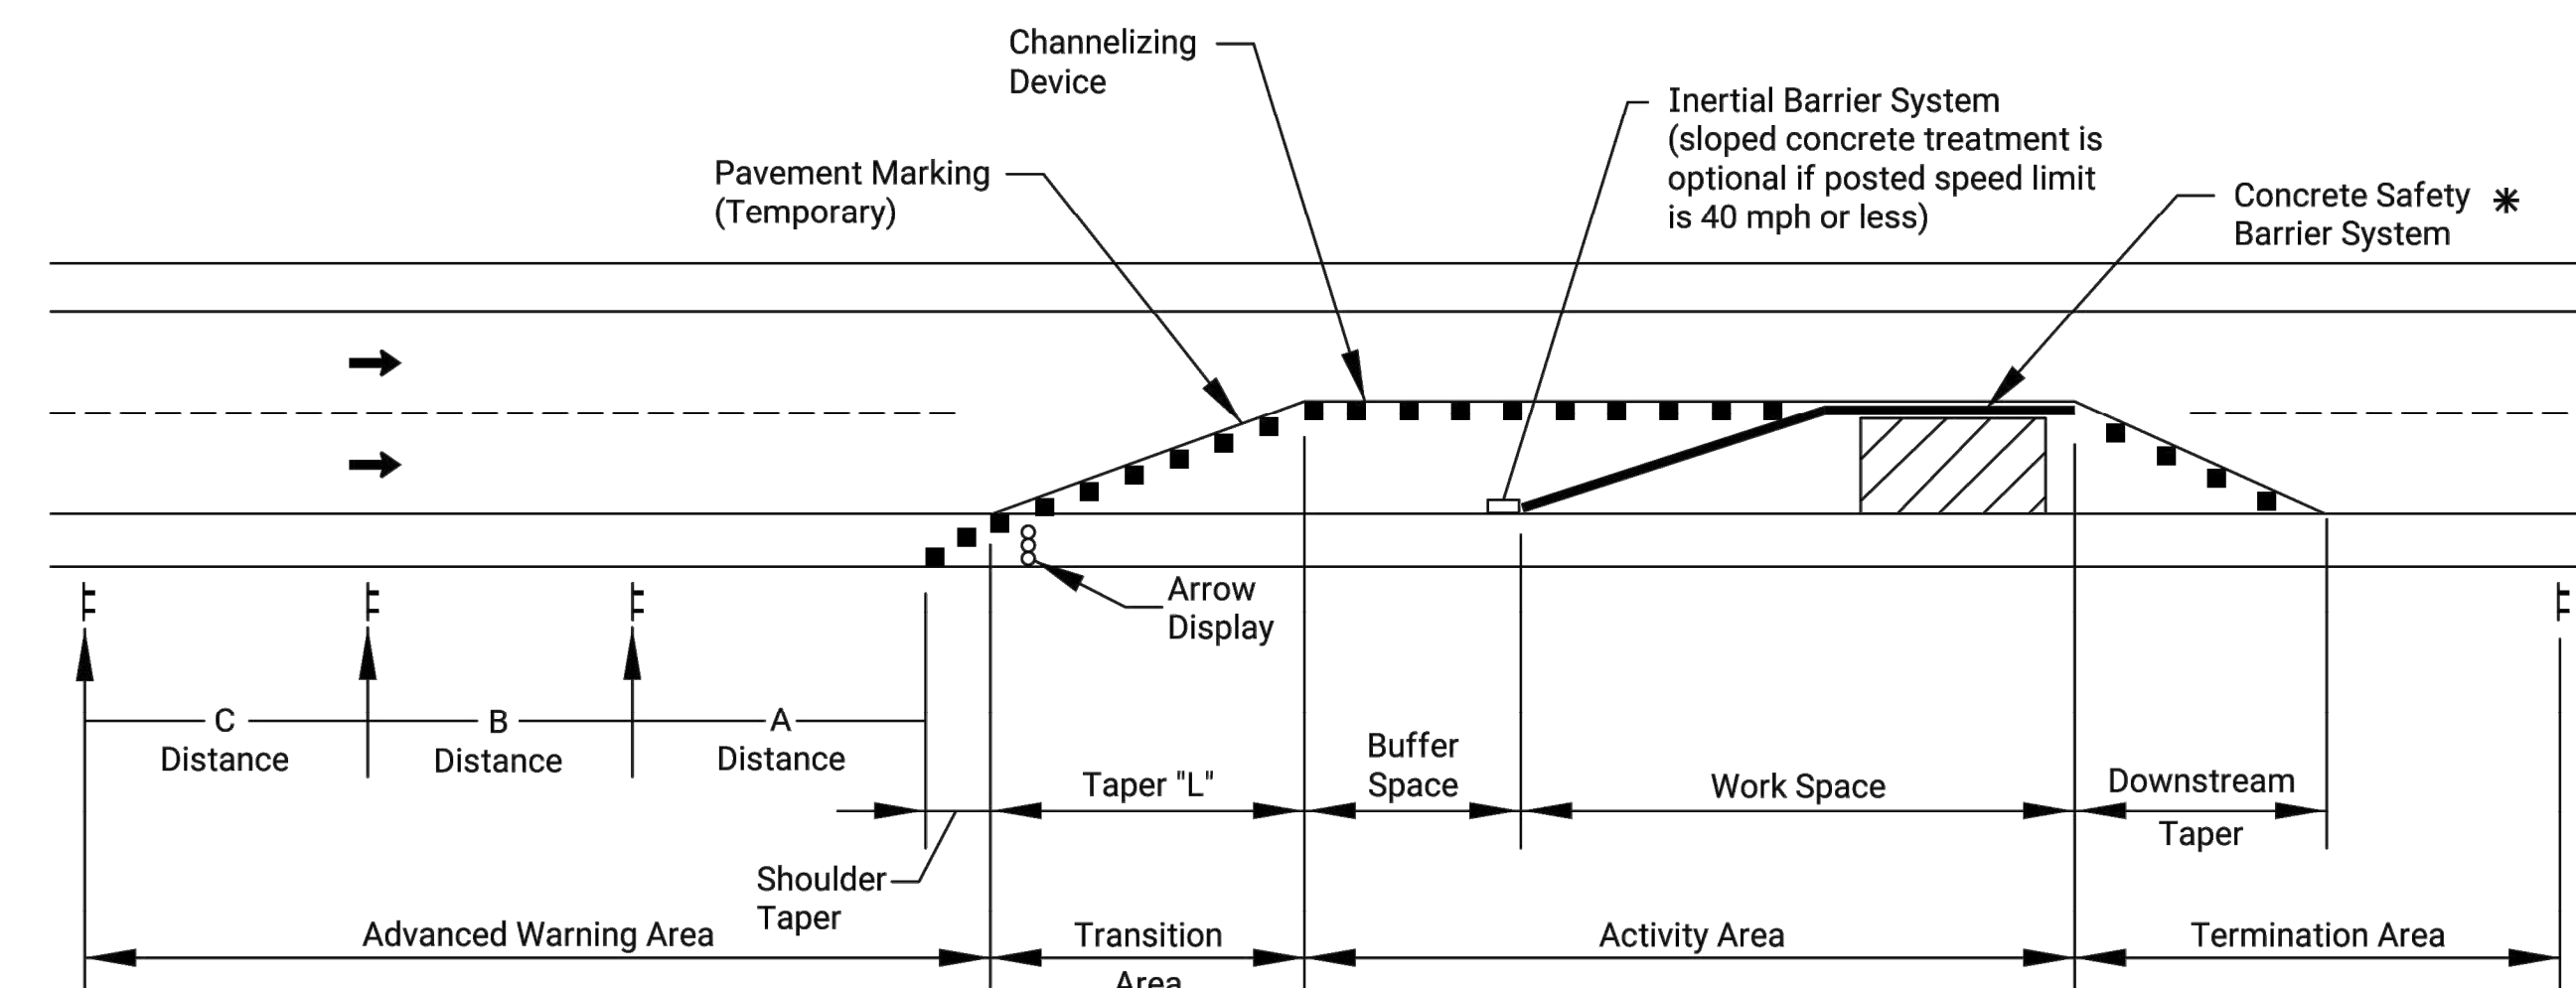 Channelizing
Device
Inertial Barrier System
(sloped concrete treatment is
optional if posted speed limit
is 40 mph or less)
Pavement Marking
(Temporary)
Concrete Safety *
Barrier System
Arrow
Display
C
Distance
B
Distance
A
Distance
Shoulder
Taper
Taper "L"
Buffer
Space
Work Space
Downstream
Taper
Advanced Warning Area
Transition
Area
Activity Area
Termination Area